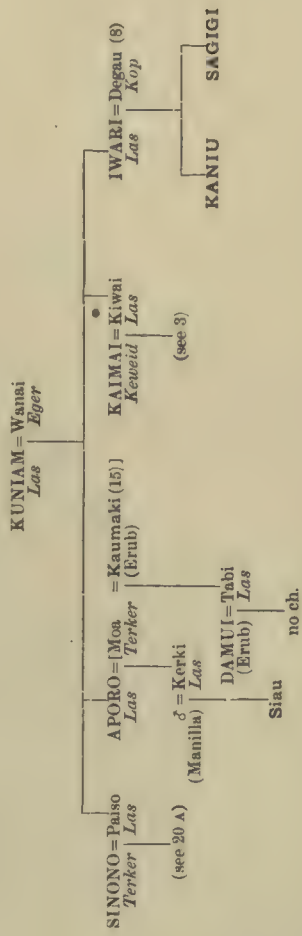 KUNIAM = Wanai
Las Eger
SINONO = Paiso
Terker Las
(see 20 A)
APORO = [Moa
Las Terker
= Kaumaki (15)]
(Erub)
KAIMAI = Kiwai
Keweid Las
(see 3)
IWARI = Degau (8)
Las Kop
♂ = Kerki
(Manilla) Las
Siau
DAMUI = Tabi
(Erub) Las
no ch.
KANIU SAGIGI